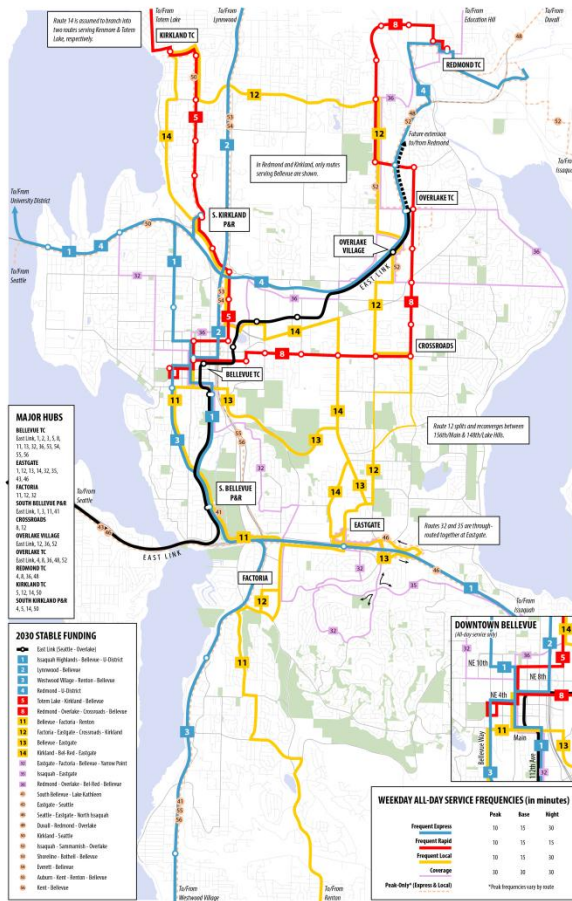 To/From
Totem Lake
To/From
Lynnwood
To/From
Education Hill
To/From
Duvall
Route 14 is assumed to branch into
two routes serving Kenmore & Totem
Lake, respectively.
KIRKLAND TC
REDMOND TC
In Redmond and Kirkland, only routes
serving Bellevue are shown.
Future extension
to/from Redmond
To/From
Issaquah
To/From
University District
To/From
Seattle
S. KIRKLAND
P&R
OVERLAKE TC
OVERLAKE
VILLAGE
EAST LINK
CROSSROADS
BELLEVUE TC
Route 12 splits and reconverges between
156th/Main & 148th/Lake Hills.
MAJOR HUBS
BELLEVUE TC
East Link, 1, 2, 3, 5, 8,
11, 13, 32, 36, 53, 54,
55, 56
EASTGATE
1, 12, 13, 14, 32, 35,
43, 46
FACTORIA
11, 12, 32
SOUTH BELLEVUE P&R
East Link, 1, 3, 11, 41
CROSSROADS
8, 12
OVERLAKE VILLAGE
East Link, 12, 36, 52
OVERLAKE TC
East Link, 4, 8, 36, 48, 52
REDMOND TC
4, 8, 36, 48
KIRKLAND TC
5, 12, 14, 50
SOUTH KIRKLAND P&R
4, 5, 14, 50
To/From
Seattle
S. BELLEVUE
P&R
EASTGATE
Routes 32 and 35 are through-
routed together at Eastgate.
EAST LINK
FACTORIA
To/From
Issaquah
2030 STABLE FUNDING
East Link (Seattle - Overlake)
1 Issaquah Highlands - Bellevue - U-District
2 Lynnwood - Bellevue
3 Westwood Village - Renton - Bellevue
4 Redmond - U-District
5 Totem Lake - Kirkland - Bellevue
8 Redmond - Overlake - Crossroads - Bellevue
11 Bellevue - Factoria - Renton
12 Factoria - Eastgate - Crossroads - Kirkland
13 Bellevue - Eastgate
14 Kirkland - Bel-Red - Eastgate
Eastgate - Factoria - Bellevue - Yarrow Point
Issaquah - Eastgate
Redmond - Overlake - Bel-Red - Bellevue
South Bellevue - Lake Kathleen
Eastgate - Seattle
Seattle - Eastgate - North Issaquah
Duvall - Redmond - Overlake
Kirkland - Seattle
Issaquah - Sammamish - Overlake
Shoreline - Bothell - Bellevue
Everett - Bellevue
Auburn - Kent - Renton - Bellevue
Kent - Bellevue
DOWNTOWN BELLEVUE
(All-day service only)
NE 10th
NE 8th
NE 4th
Main
Bellevue Way
112th Ave
WEEKDAY ALL-DAY SERVICE FREQUENCIES (in minutes)
Peak Base Night
Frequent Express 10 15 30
Frequent Rapid 10 15 15
Frequent Local 10 15 30
Coverage 30 30 30
Peak-Only* (Express & Local) *Peak frequencies vary by route
To/From
Westwood Village
To/From
Renton